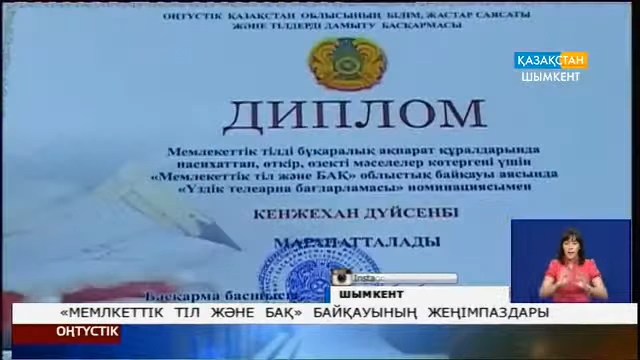 ОҢТҮСТІК ҚАЗАҚСТАН ОБЛЫСЫНЫҢ БІЛІМ, ЖАСТАР САЯСАТЫ
ЖӘНЕ ТІЛДЕРДІ ДАМЫТУ БАСҚАРМАСЫ
ҚАЗАҚСТАН
ШЫМКЕНТ
ДИПЛОМ
Мемлекеттік тілді бұқаралық ақпарат құралдарында
насихаттап, өткір, өзекті мәселелер көтергені үшін
«Мемлекеттік тіл және БАҚ» облыстық байқауы аясында
«Үздік телеарна бағдарламасы» номинациясымен
КЕНЖЕХАН ДҮЙСЕНБІ
МАРАПАТТАЛАДЫ
Басқарма басшысы
ШЫМКЕНТ
«МЕМЛКЕТТІК ТІЛ ЖӘНЕ БАҚ» БАЙҚАУЫНЫҢ ЖЕҢІМПАЗДАРЫ
ОҢТҮСТІК